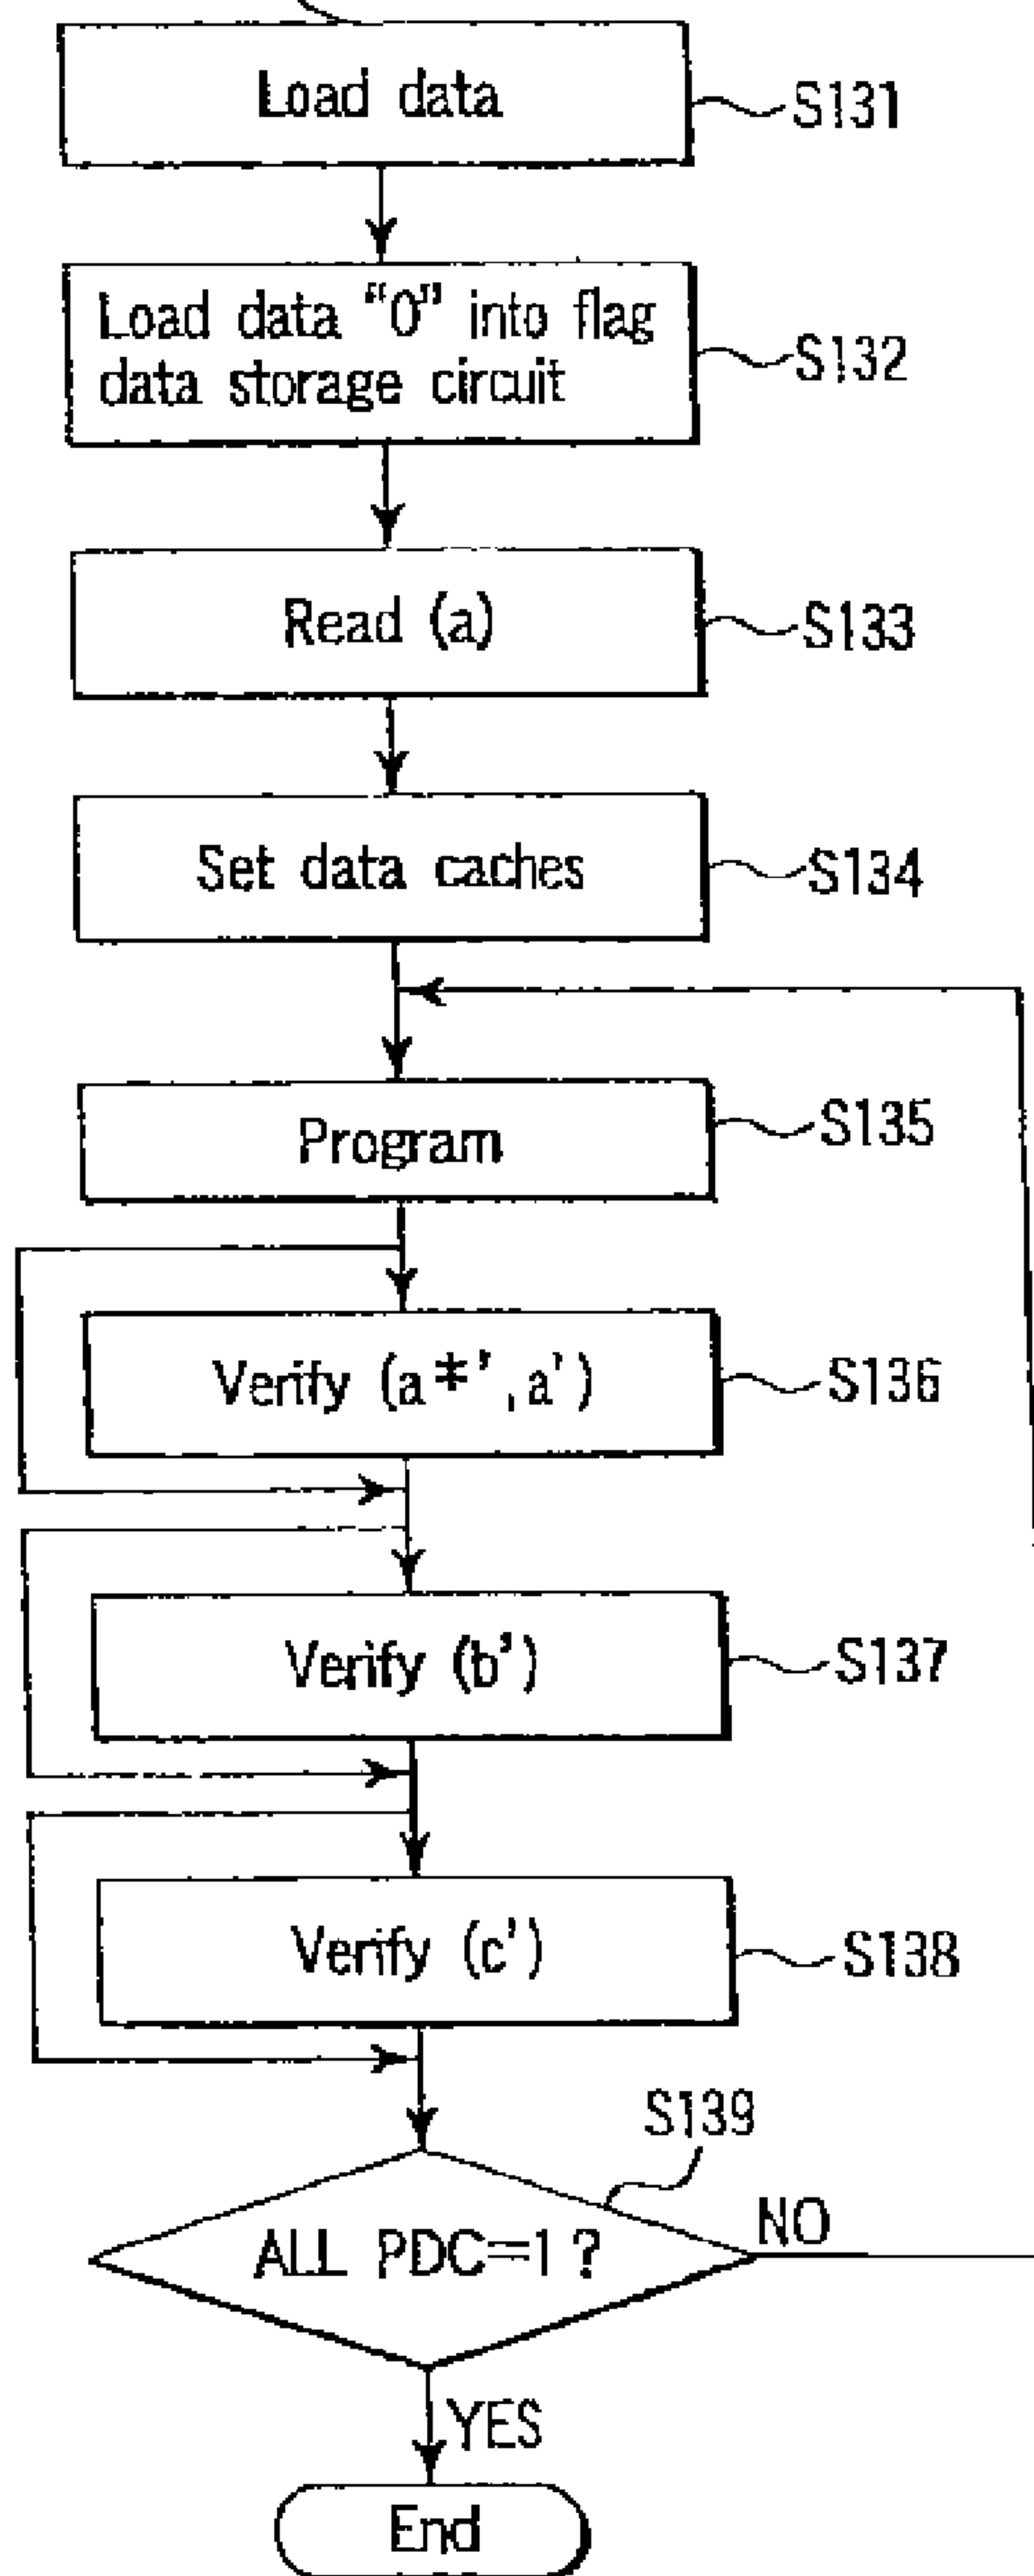 Load data
S131
Load data "0" into flag
data storage circuit
S132
Read (a)
S133
Set data caches
S134
Program
S135
Verify (a*', a')
S136
Verify (b')
S137
Verify (c')
S138
S139
ALL PDC=1?
NO
YES
End